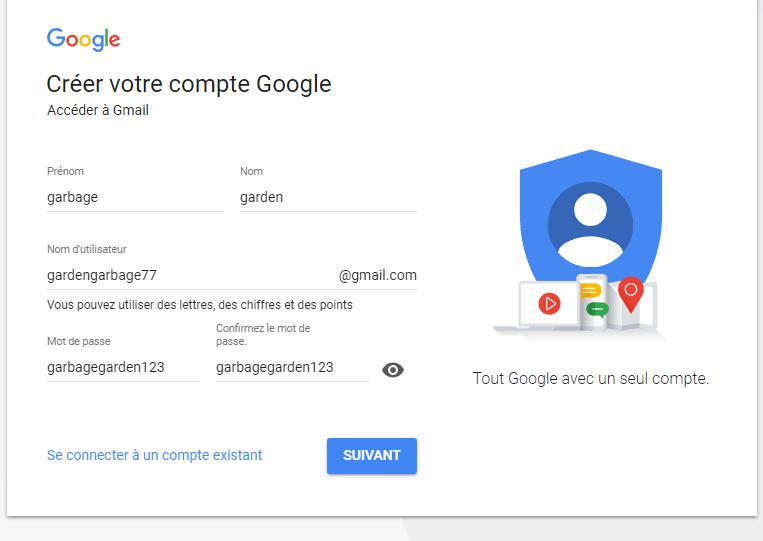 Google
Créer votre compte Google
Accéder à Gmail
Prénom
Nom
garbage
garden
Nom d'utilisateur
gardengarbage77
@gmail.com
Vous pouvez utiliser des lettres, des chiffres et des points
Mot de passe
Confirmez le mot de
passe.
garbagegarden123
garbagegarden123
Tout Google avec un seul compte.
Se connecter à un compte existant
SUIVANT